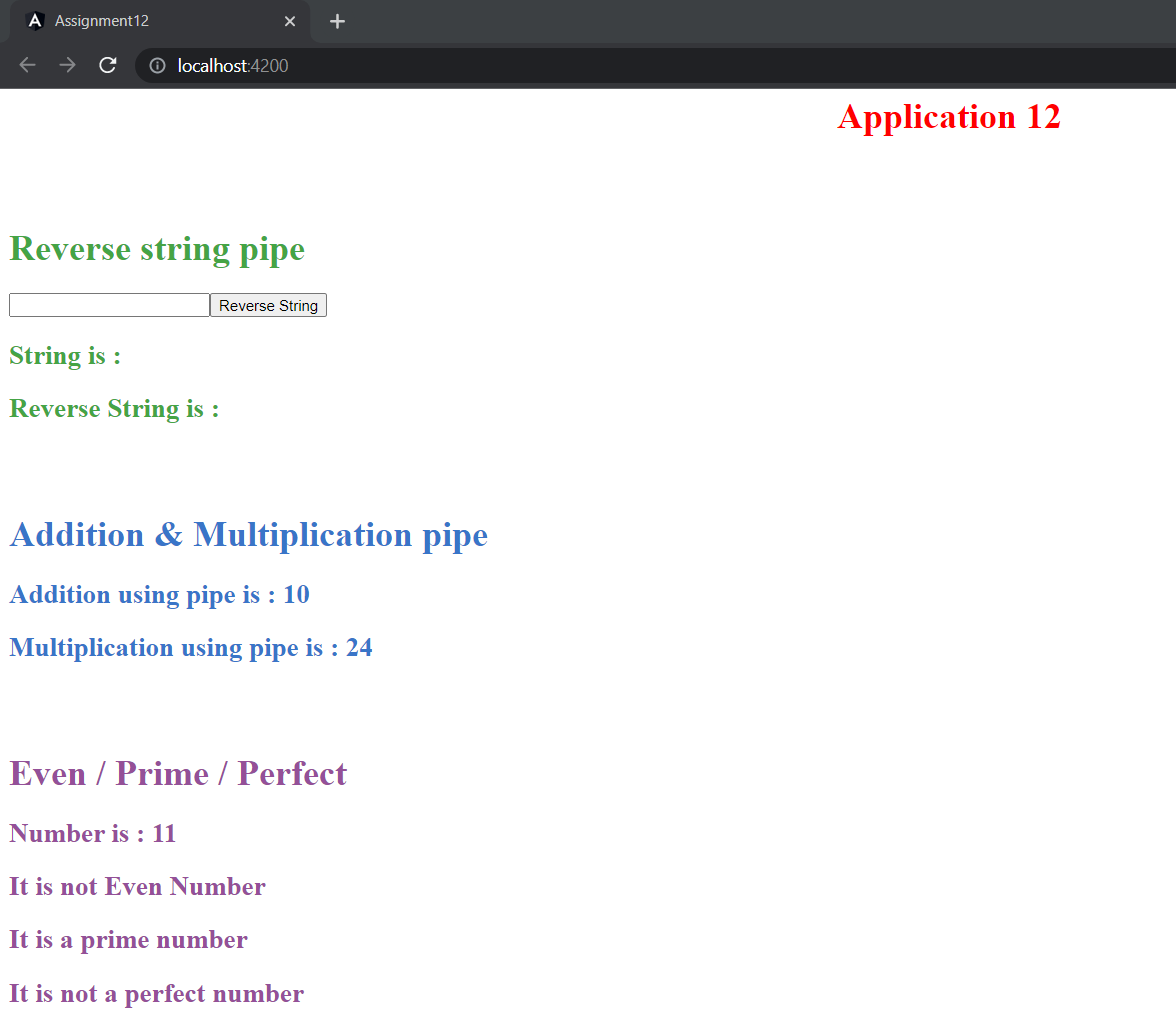 Assignment12
localhost:4200
Application 12
Reverse string pipe
Reverse String
String is :
Reverse String is :
Addition & Multiplication pipe
Addition using pipe is : 10
Multiplication using pipe is : 24
Even / Prime / Perfect
Number is : 11
It is not Even Number
It is a prime number
It is not a perfect number